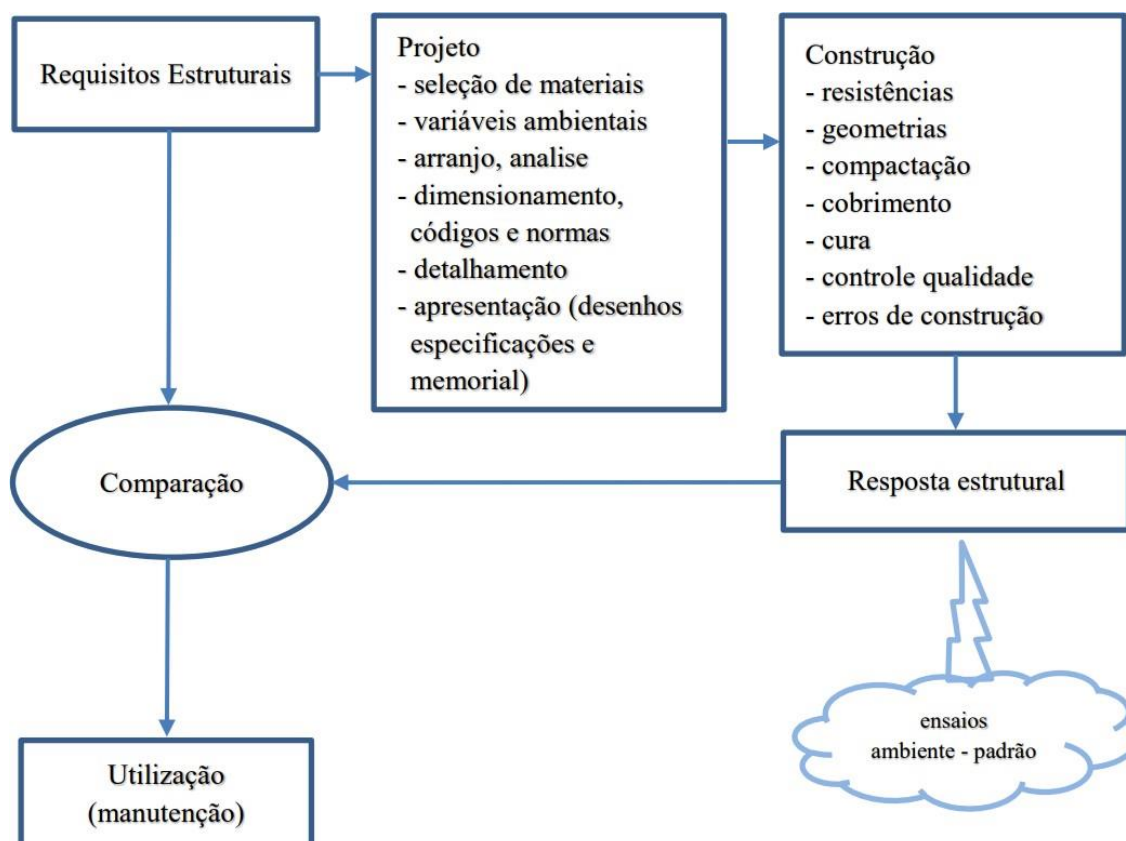 Requisitos Estruturais
Projeto
- seleção de materiais
- variáveis ambientais
- arranjo, analise
- dimensionamento,
códigos e normas
- detalhamento
- apresentação (desenhos
especificações e
memorial)
Construção
- resistências
- geometrias
- compactação
- cobrimento
- cura
- controle qualidade
- erros de construção
Comparação
Resposta estrutural
ensaios
ambiente - padrão
Utilização
(manutenção)